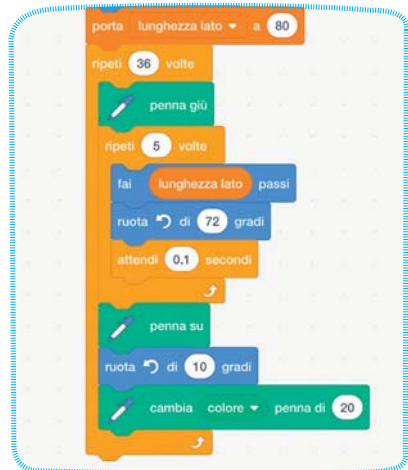 porta lunghezza lato a 80
ripeti 36 volte
penna giù
ripeti 5 volte
fai lunghezza lato passi
ruota di 72 gradi
attendi 0,1 secondi
penna su
ruota di 10 gradi
cambia colore penna di 20